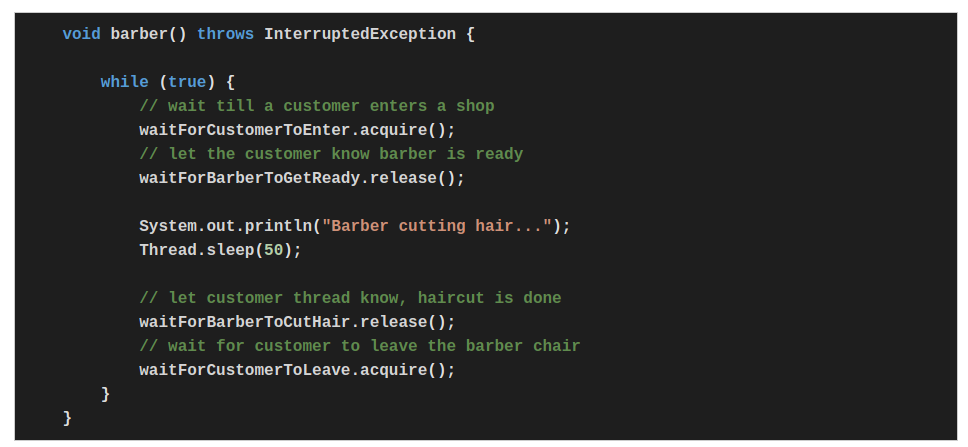 void barber() throws InterruptedException {
while (true) {
// wait till a customer enters a shop
waitForCustomerToEnter.acquire();
// let the customer know barber is ready
waitForBarberToGetReady.release();
System.out.println("Barber cutting hair...");
Thread.sleep(50);
// let customer thread know, haircut is done
waitForBarberToCutHair.release();
// wait for customer to leave the barber chair
waitForCustomerToLeave.acquire();
}
}